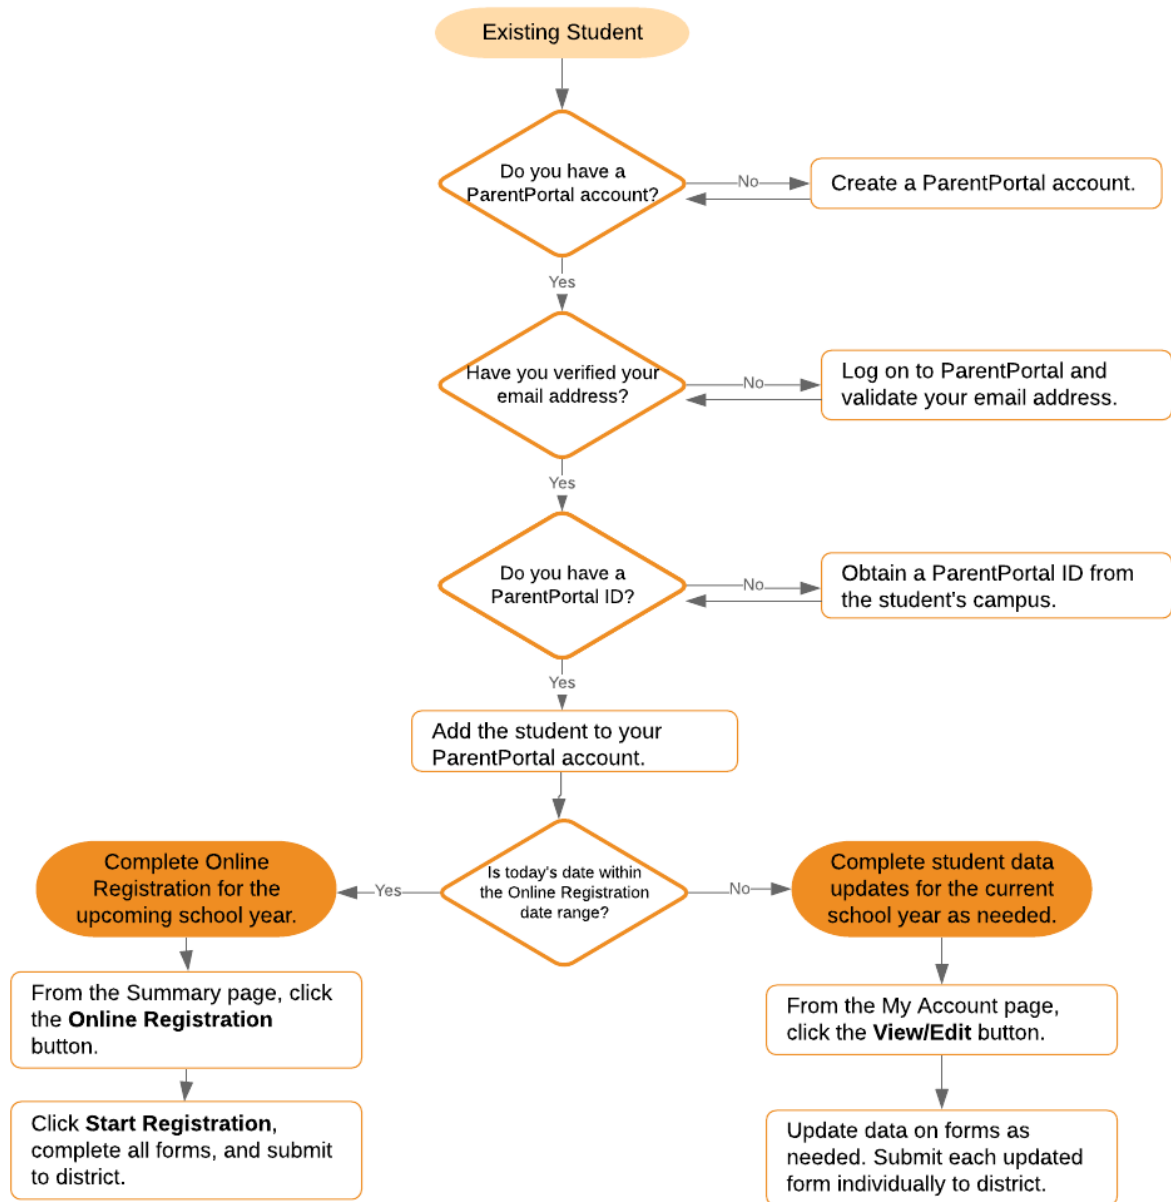 Existing Student
Do you have a
ParentPortal account?
No
Create a ParentPortal account.
Yes
Have you verified your
email address?
No
Log on to ParentPortal and
validate your email address.
Yes
Do you have a
ParentPortal ID?
No
Obtain a ParentPortal ID from
the student's campus.
Yes
Add the student to your
ParentPortal account.
Is today's date within
the Online Registration
date range?
Yes
Complete Online
Registration for the
upcoming school year.
From the Summary page, click
the Online Registration
button.
Click Start Registration,
complete all forms, and submit
to district.
No
Complete student data
updates for the current
school year as needed.
From the My Account page,
click the View/Edit button.
Update data on forms as
needed. Submit each updated
form individually to district.